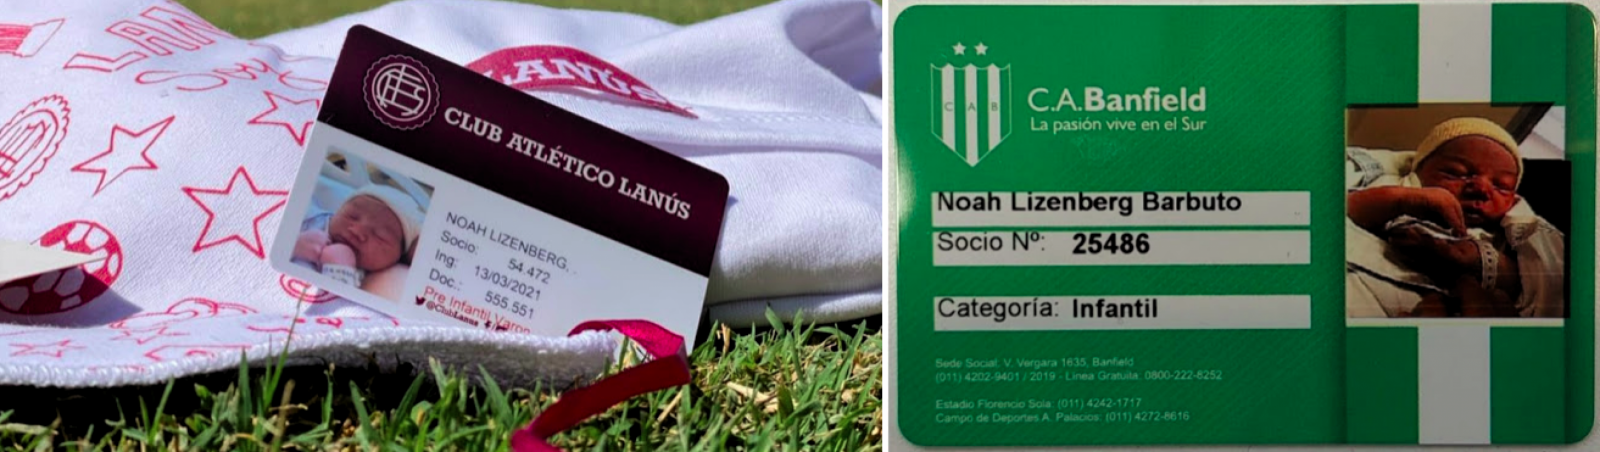 LAN
LANÚS
CLUB ATLÉTICO LANÚS
NOAH LIZENBERG, .
Socio: 54.472
Ing: 13/03/2021
Doc.: 555.551
Pre Infantil Varon
@ClubLanus
C.A.Banfield
La pasión vive en el Sur
C A B
Noah Lizenberg Barbuto
Socio Nº: 25486
Categoría: Infantil
Sede Social: V. Vergara 1635, Banfield
(011) 4202-9401 / 2019 - Línea Gratuita: 0800-222-8252
Estadio Florencio Sola: (011) 4242-1717
Campo de Deportes A. Palacios: (011) 4272-8616